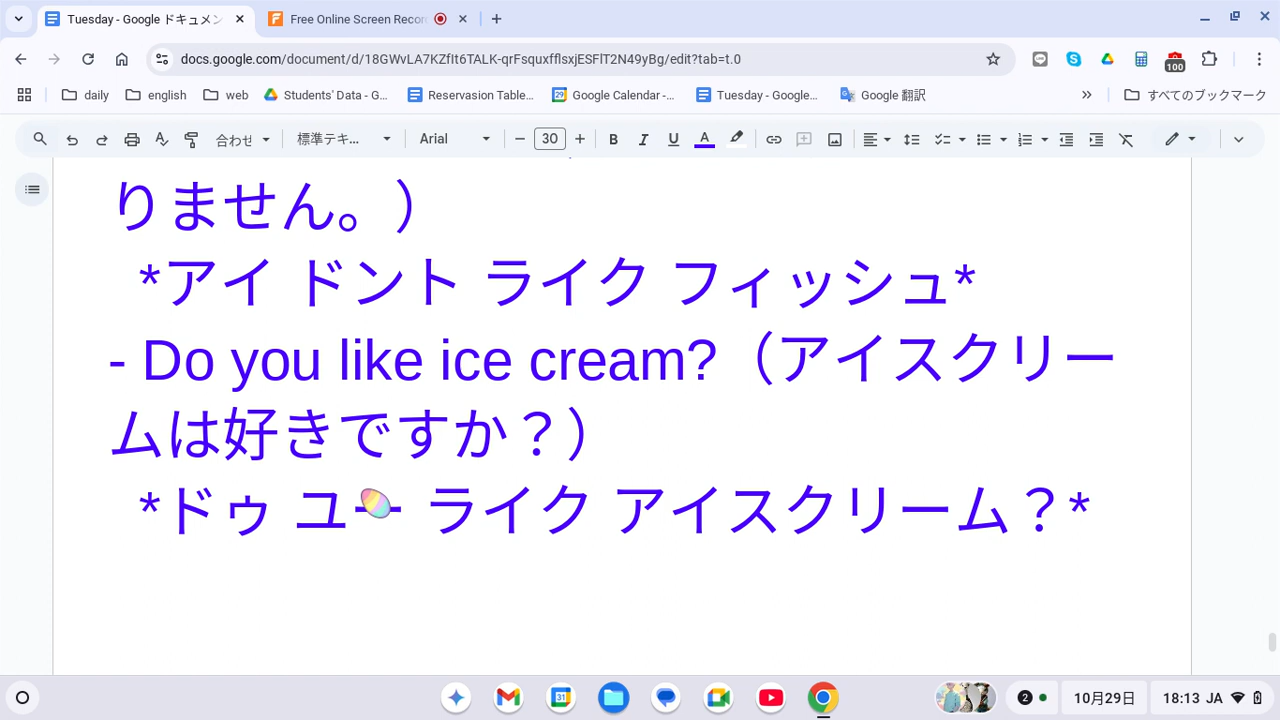 Tuesday - Google ドキュメン
Free Online Screen Recor
docs.google.com/document/d/
/edit?tab=t.0
100
daily
english
web
Students' Data - G...
Reservasion Table...
Google Calendar -...
Tuesday - Google...
Google 翻訳
»
すべてのブックマーク
合わせ
標準テキ...
Arial
30
B
I
U
A
りません。）
*アイ ドント ライク フィッシュ*
- Do you like ice cream?（アイスクリー
ムは好きですか？）
*ドゥ ユー ライク アイスクリーム？*
31
2
10月29日
18:13 JA